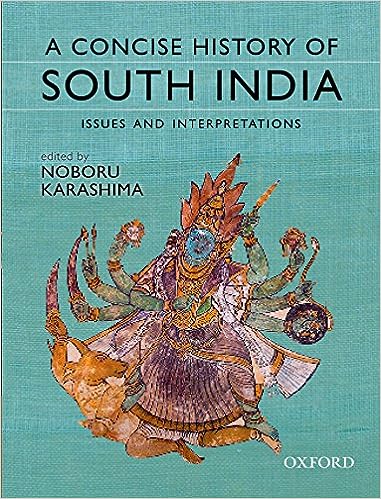 A CONCISE HISTORY OF
SOUTH INDIA
ISSUES AND INTERPRETATIONS
edited by
NOBORU
KARASHIMA
OXFORD